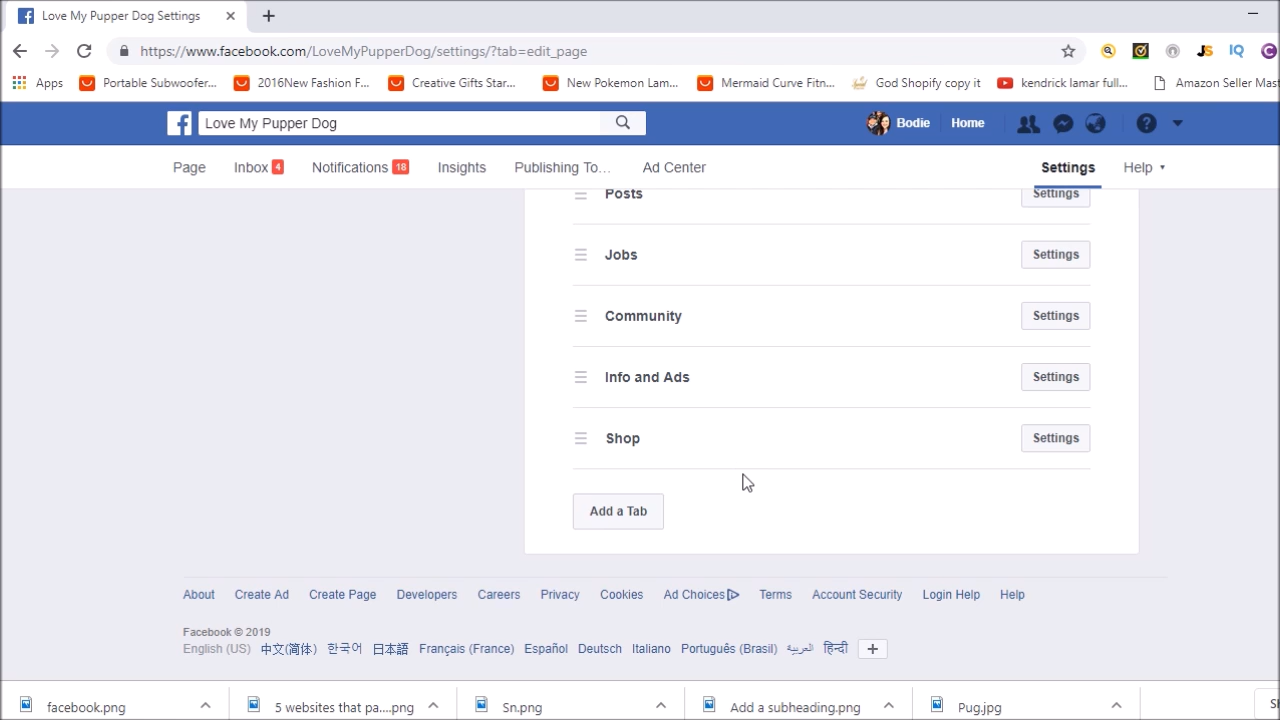 Love My Pupper Dog Settings
https://www.facebook.com/LoveMyPupperDog/settings/?tab=edit_page
Apps Portable Subwoofer... 2016New Fashion F... Creative Gifts Star... New Pokemon Lam... Mermaid Curve Fitn... God Shopify copy it kendrick lamar full... Amazon Seller Mast
Love My Pupper Dog Bodie Home
Page Inbox 4 Notifications 18 Insights Publishing To... Ad Center Settings Help
Posts Settings
Jobs Settings
Community Settings
Info and Ads Settings
Shop Settings
Add a Tab
About Create Ad Create Page Developers Careers Privacy Cookies Ad Choices Terms Account Security Login Help Help
Facebook © 2019
English (US) 中文(简体) 한국어 日本語 Français (France) Español Deutsch Italiano Português (Brasil) العربية हिन्दी +
facebook.png 5 websites that pa....png Sn.png Add a subheading.png Pug.jpg